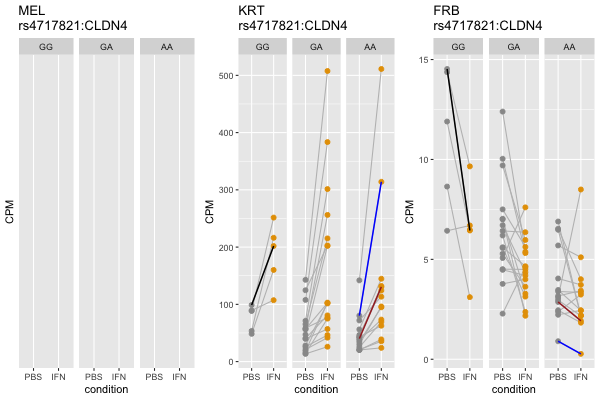 MEL
rs4717821:CLDN4
GG GA AA
CPM
PBS IFN PBS IFN PBS IFN
condition
KRT
rs4717821:CLDN4
GG GA AA
CPM
500
400
300
200
100
0
PBS IFN PBS IFN PBS IFN
condition
FRB
rs4717821:CLDN4
GG GA AA
CPM
15
10
5
0
PBS IFN PBS IFN PBS IFN
condition